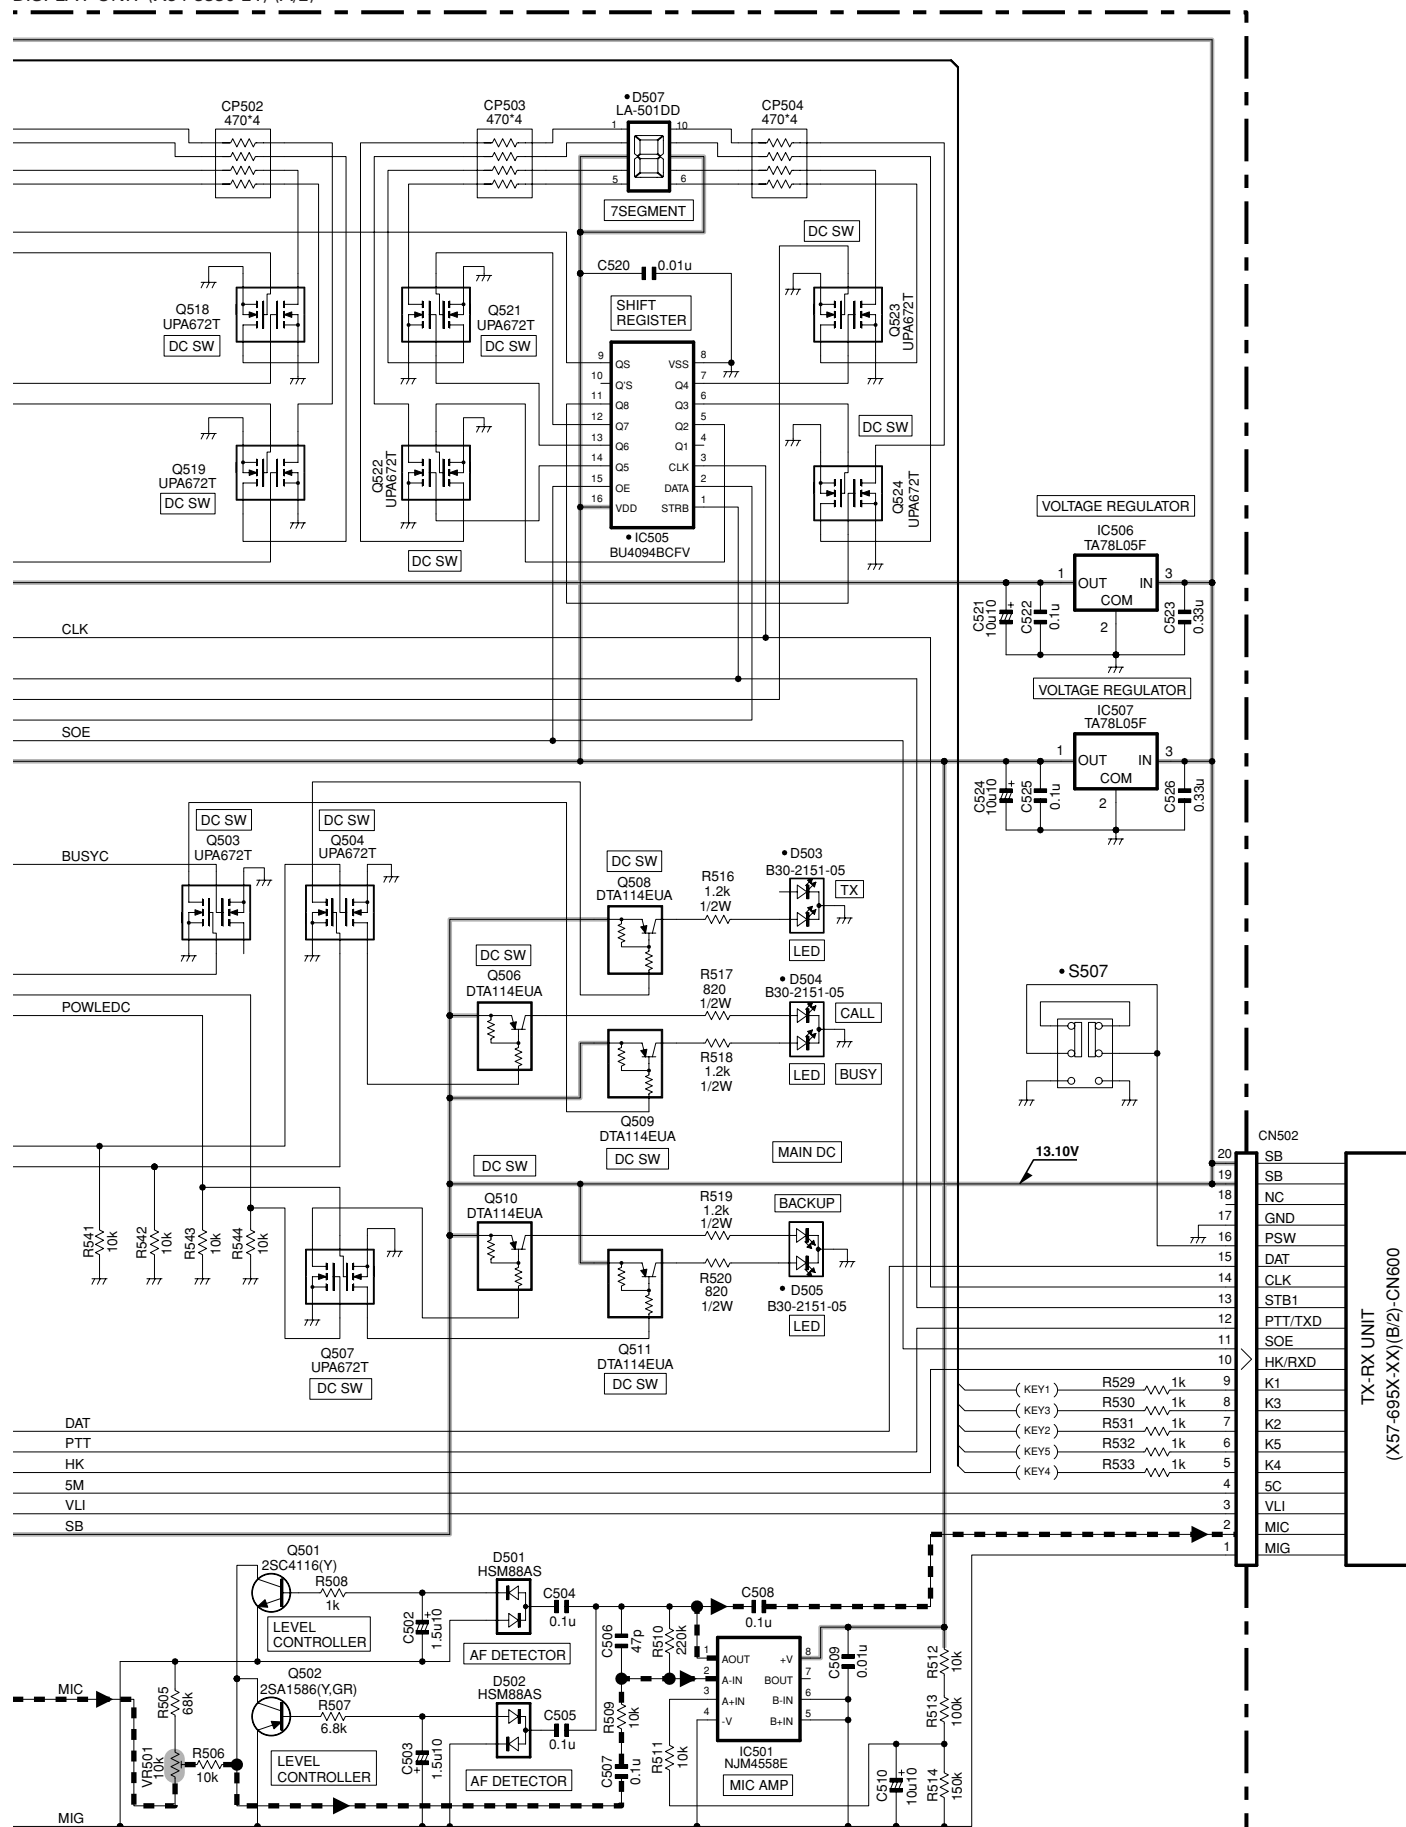 CP502
470*4
CP503
470*4
• D507
LA-501DD
CP504
470*4
1
10
5
6
7SEGMENT
DC SW
C520
0.01u
SHIFT
REGISTER
Q518
UPA672T
DC SW
Q521
UPA672T
DC SW
Q523
UPA672T
9
QS
VSS
8
10
Q'S
Q4
7
11
Q8
Q3
6
12
Q7
Q2
5
13
Q6
Q1
4
14
Q5
CLK
3
15
OE
DATA
2
16
VDD
STRB
1
• IC505
BU4094BCFV
Q519
UPA672T
DC SW
Q522
UPA672T
DC SW
DC SW
Q524
UPA672T
VOLTAGE REGULATOR
IC506
TA78L05F
1
OUT
IN
3
COM
2
C521
10u10
+
C522
0.1u
C523
0.33u
CLK
VOLTAGE REGULATOR
IC507
TA78L05F
1
OUT
IN
3
COM
2
C524
10u10
+
C525
0.1u
C526
0.33u
SOE
DC SW
Q503
UPA672T
DC SW
Q504
UPA672T
BUSYC
DC SW
Q508
DTA114EUA
R516
1.2k
1/2W
• D503
B30-2151-05
TX
LED
DC SW
Q506
DTA114EUA
R517
820
1/2W
• D504
B30-2151-05
CALL
R518
1.2k
1/2W
LED
BUSY
• S507
POWLEDC
Q509
DTA114EUA
DC SW
MAIN DC
13.10V
DC SW
Q510
DTA114EUA
R519
1.2k
1/2W
BACKUP
R520
820
1/2W
• D505
B30-2151-05
LED
R541
10k
R542
10k
R543
10k
R544
10k
Q507
UPA672T
DC SW
Q511
DTA114EUA
DC SW
CN502
20
SB
19
SB
18
NC
17
GND
16
PSW
15
DAT
14
CLK
13
STB1
12
PTT/TXD
11
SOE
10
HK/RXD
KEY1
R529
1k
9
K1
KEY3
R530
1k
8
K3
KEY2
R531
1k
7
K2
KEY5
R532
1k
6
K5
KEY4
R533
1k
5
K4
4
5C
3
VLI
2
MIC
1
MIG
TX-RX UNIT
(X57-695X-XX)(B/2)-CN600
DAT
PTT
HK
5M
VLI
SB
Q501
2SC4116(Y)
R508
1k
LEVEL
CONTROLLER
C502
1.5u10
+
D501
HSM88AS
C504
0.1u
AF DETECTOR
C506
47p
R510
220k
C508
0.1u
1
AOUT
+V
8
2
A-IN
BOUT
7
3
A+IN
B-IN
6
4
-V
B+IN
5
IC501
NJM4558E
MIC AMP
C509
0.01u
R512
10k
R513
100k
R514
150k
C510
10u10
+
MIC
R505
68k
VR501
10k
R506
10k
Q502
2SA1586(Y,GR)
R507
6.8k
LEVEL
CONTROLLER
C503
1.5u10
+
D502
HSM88AS
C505
0.1u
AF DETECTOR
R509
10k
C507
0.1u
R511
10k
MIG